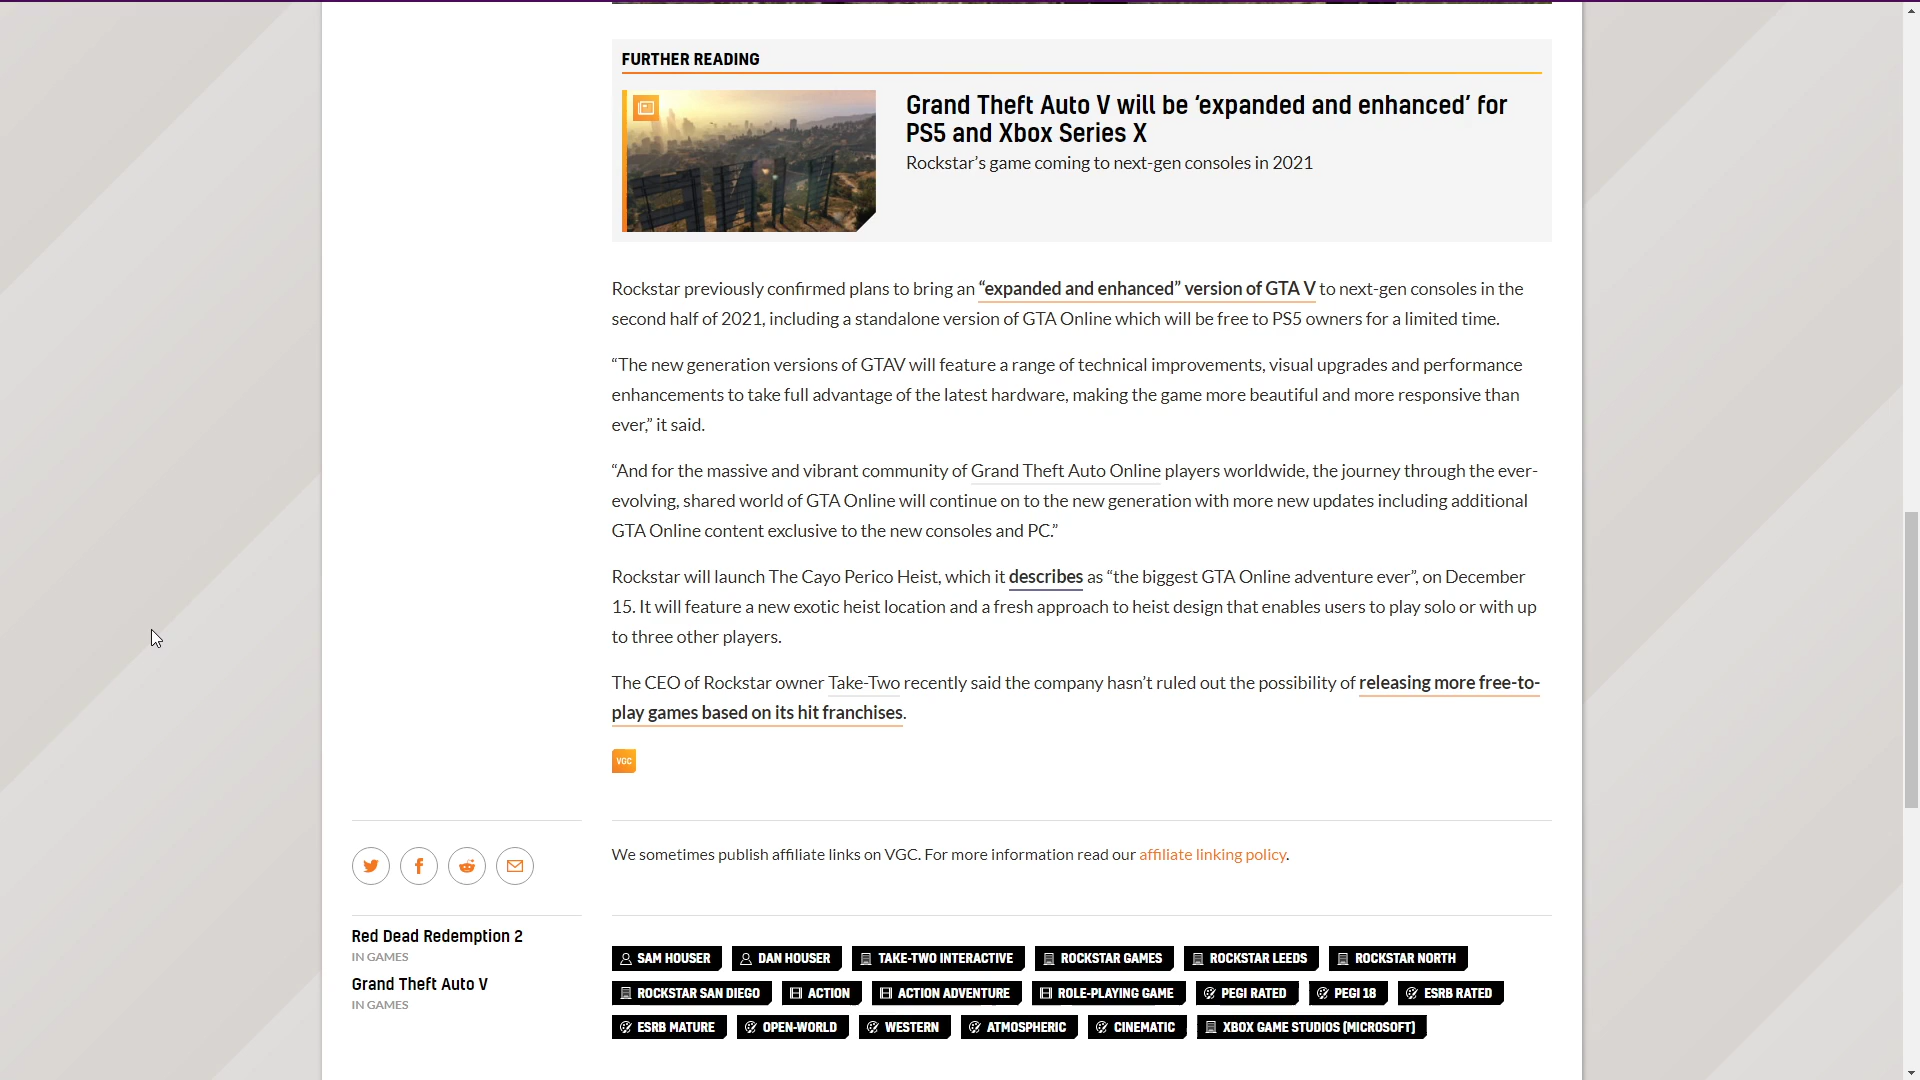 FURTHER READING
Grand Theft Auto V will be ‘expanded and enhanced’ for
PS5 and Xbox Series X
Rockstar’s game coming to next-gen consoles in 2021
Rockstar previously confirmed plans to bring an “expanded and enhanced” version of GTA V to next-gen consoles in the
second half of 2021, including a standalone version of GTA Online which will be free to PS5 owners for a limited time.
“The new generation versions of GTAV will feature a range of technical improvements, visual upgrades and performance
enhancements to take full advantage of the latest hardware, making the game more beautiful and more responsive than
ever,” it said.
“And for the massive and vibrant community of Grand Theft Auto Online players worldwide, the journey through the ever-
evolving, shared world of GTA Online will continue on to the new generation with more new updates including additional
GTA Online content exclusive to the new consoles and PC.”
Rockstar will launch The Cayo Perico Heist, which it describes as “the biggest GTA Online adventure ever”, on December
15. It will feature a new exotic heist location and a fresh approach to heist design that enables users to play solo or with up
to three other players.
The CEO of Rockstar owner Take-Two recently said the company hasn’t ruled out the possibility of releasing more free-to-
play games based on its hit franchises.
VGC
We sometimes publish affiliate links on VGC. For more information read our affiliate linking policy.
Red Dead Redemption 2
IN GAMES
Grand Theft Auto V
IN GAMES
SAM HOUSER DAN HOUSER TAKE-TWO INTERACTIVE ROCKSTAR GAMES ROCKSTAR LEEDS ROCKSTAR NORTH
ROCKSTAR SAN DIEGO ACTION ACTION ADVENTURE ROLE-PLAYING GAME PEGI RATED PEGI 18 ESRB RATED
ESRB MATURE OPEN-WORLD WESTERN ATMOSPHERIC CINEMATIC XBOX GAME STUDIOS (MICROSOFT)